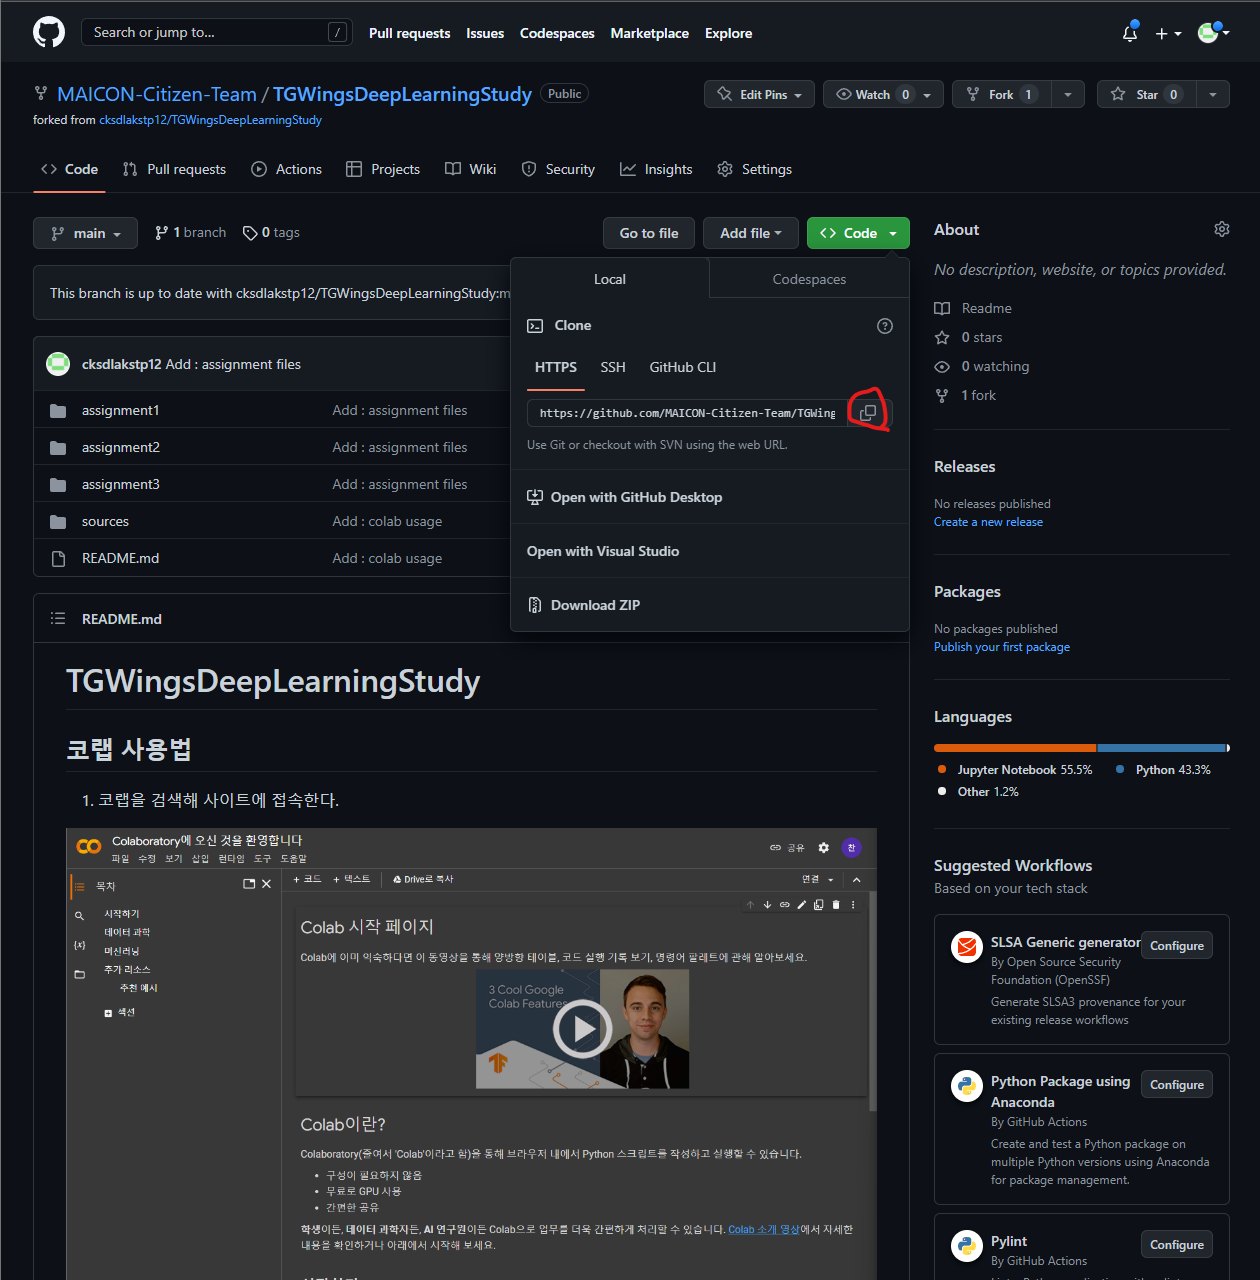 Search or jump to...
/
Pull requests
Issues
Codespaces
Marketplace
Explore
MAICON-Citizen-Team / TGWingsDeepLearningStudy
Public
Edit Pins
Watch 0
Fork 1
Star 0
forked from cksdlakstp12/TGWingsDeepLearningStudy
Code
Pull requests
Actions
Projects
Wiki
Security
Insights
Settings
main
1 branch
0 tags
Go to file
Add file
Code
This branch is up to date with cksdlakstp12/TGWingsDeepLearningStudy:m
cksdlakstp12 Add : assignment files
assignment1
Add : assignment files
assignment2
Add : assignment files
assignment3
Add : assignment files
sources
Add : colab usage
README.md
Add : colab usage
Local
Codespaces
Clone
HTTPS
SSH
GitHub CLI
https://github.com/MAICON-Citizen-Team/TGWing
Use Git or checkout with SVN using the web URL.
Open with GitHub Desktop
Open with Visual Studio
Download ZIP
README.md
TGWingsDeepLearningStudy
코랩 사용법
1. 코랩을 검색해 사이트에 접속한다.
CO
Colaboratory에 오신 것을 환영합니다
파일 수정 보기 삽입 런타임 도구 도움말
공유
찬
목차
+ 코드 + 텍스트
Drive로 복사
연결
시작하기
데이터 과학
머신러닝
추가 리소스
추천 예시
섹션
{x}
Colab 시작 페이지
Colab에 이미 익숙하다면 이 동영상을 통해 양방향 테이블, 코드 실행 기록 보기, 명령어 팔레트에 관해 알아보세요.
3 Cool Google
Colab Features
Colab이란?
Colaboratory(줄여서 'Colab'이라고 함)을 통해 브라우저 내에서 Python 스크립트를 작성하고 실행할 수 있습니다.
• 구성이 필요하지 않음
• 무료로 GPU 사용
• 간편한 공유
학생이든, 데이터 과학자든, AI 연구원이든 Colab으로 업무를 더욱 간편하게 처리할 수 있습니다. Colab 소개 영상에서 자세한
내용을 확인하거나 아래에서 시작해 보세요.
About
No description, website, or topics provided.
Readme
0 stars
0 watching
1 fork
Releases
No releases published
Create a new release
Packages
No packages published
Publish your first package
Languages
Jupyter Notebook 55.5%
Python 43.3%
Other 1.2%
Suggested Workflows
Based on your tech stack
SLSA Generic generator
Configure
By Open Source Security
Foundation (OpenSSF)
Generate SLSA3 provenance for your
existing release workflows
Python Package using
Anaconda
Configure
By GitHub Actions
Create and test a Python package on
multiple Python versions using Anaconda
for package management.
Pylint
Configure
By GitHub Actions